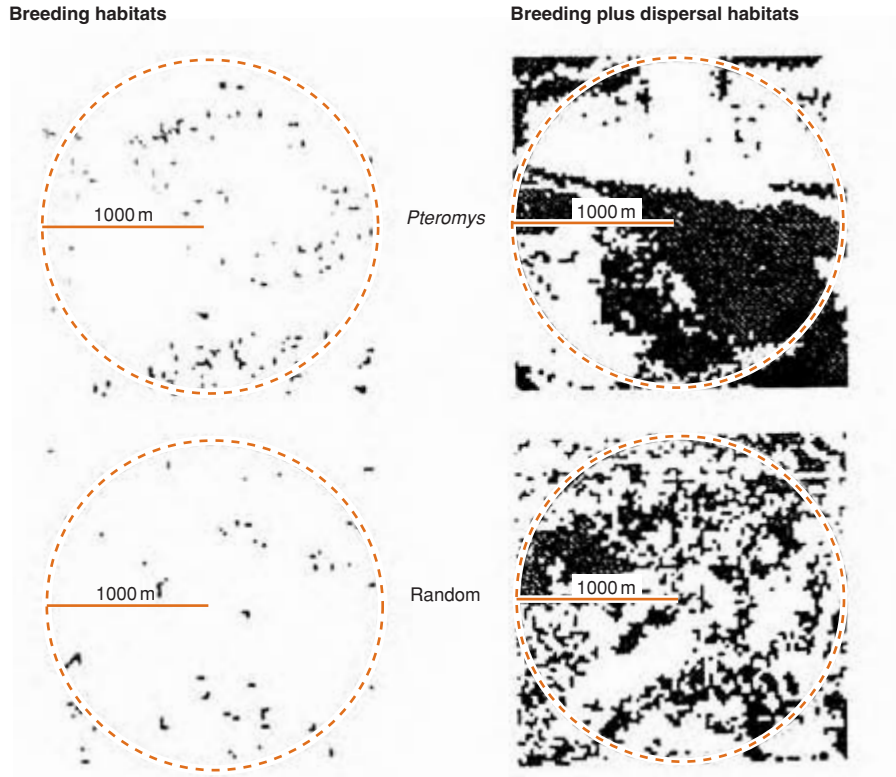 Breeding habitats
Breeding plus dispersal habitats
1000 m
Pteromys
1000 m
1000 m
Random
1000 m